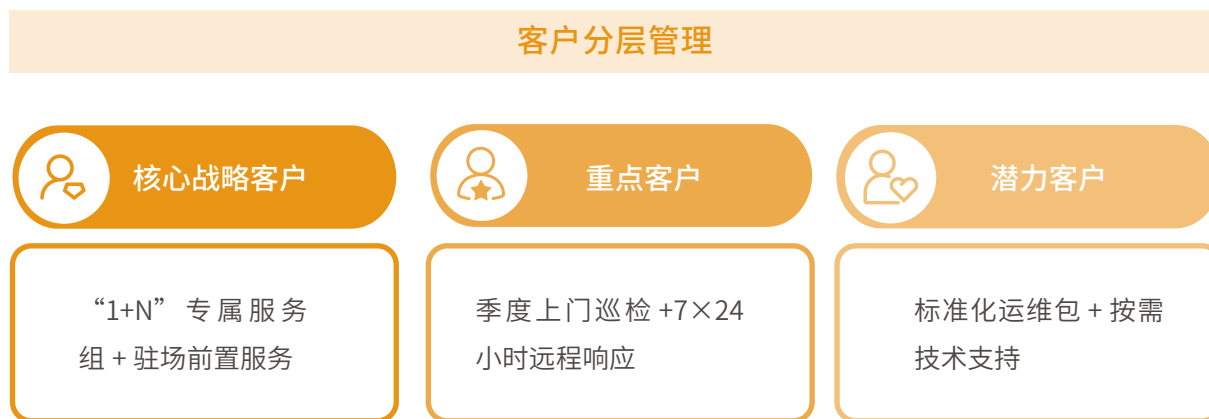 客户分层管理
核心战略客户
重点客户
潜力客户
“1+N”专属服务
组 + 驻场前置服务
季度上门巡检 +7×24
小时远程响应
标准化运维包 + 按需
技术支持